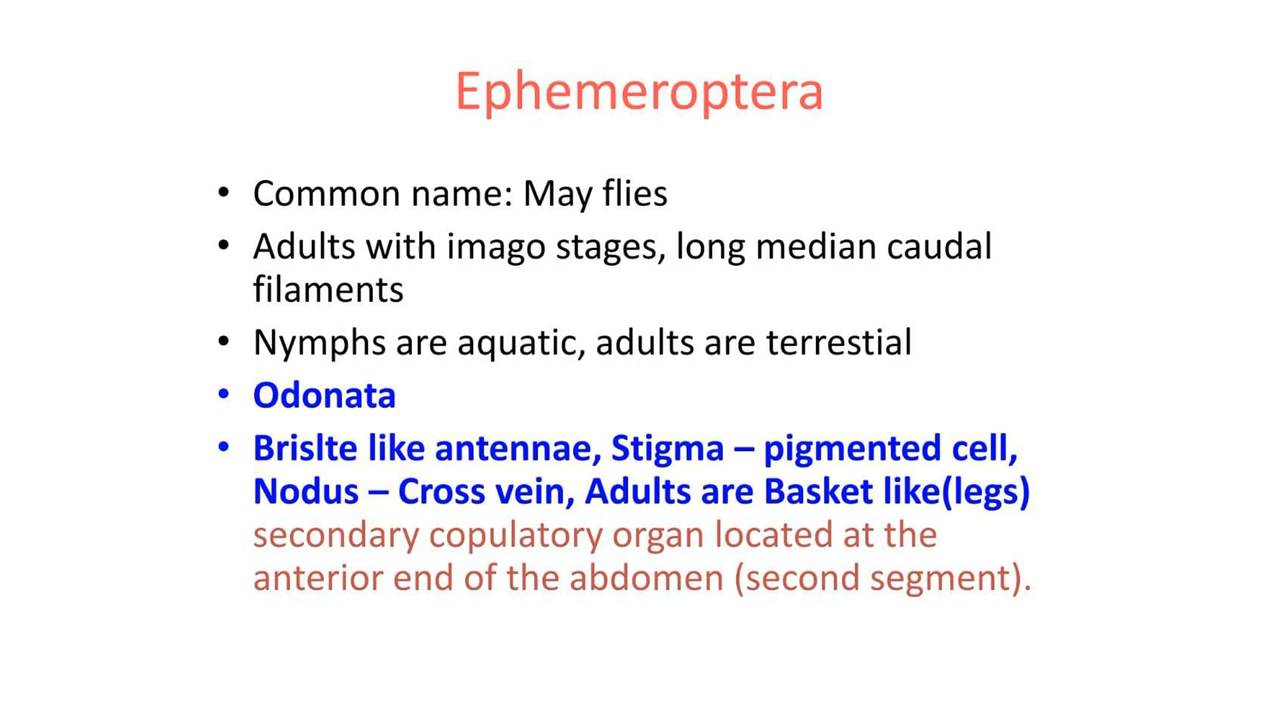 Ephemeroptera
• Common name: May flies
• Adults with imago stages, long median caudal
filaments
• Nymphs are aquatic, adults are terrestial
• Odonata
• Brislte like antennae, Stigma – pigmented cell,
Nodus – Cross vein, Adults are Basket like(legs)
secondary copulatory organ located at the
anterior end of the abdomen (second segment).